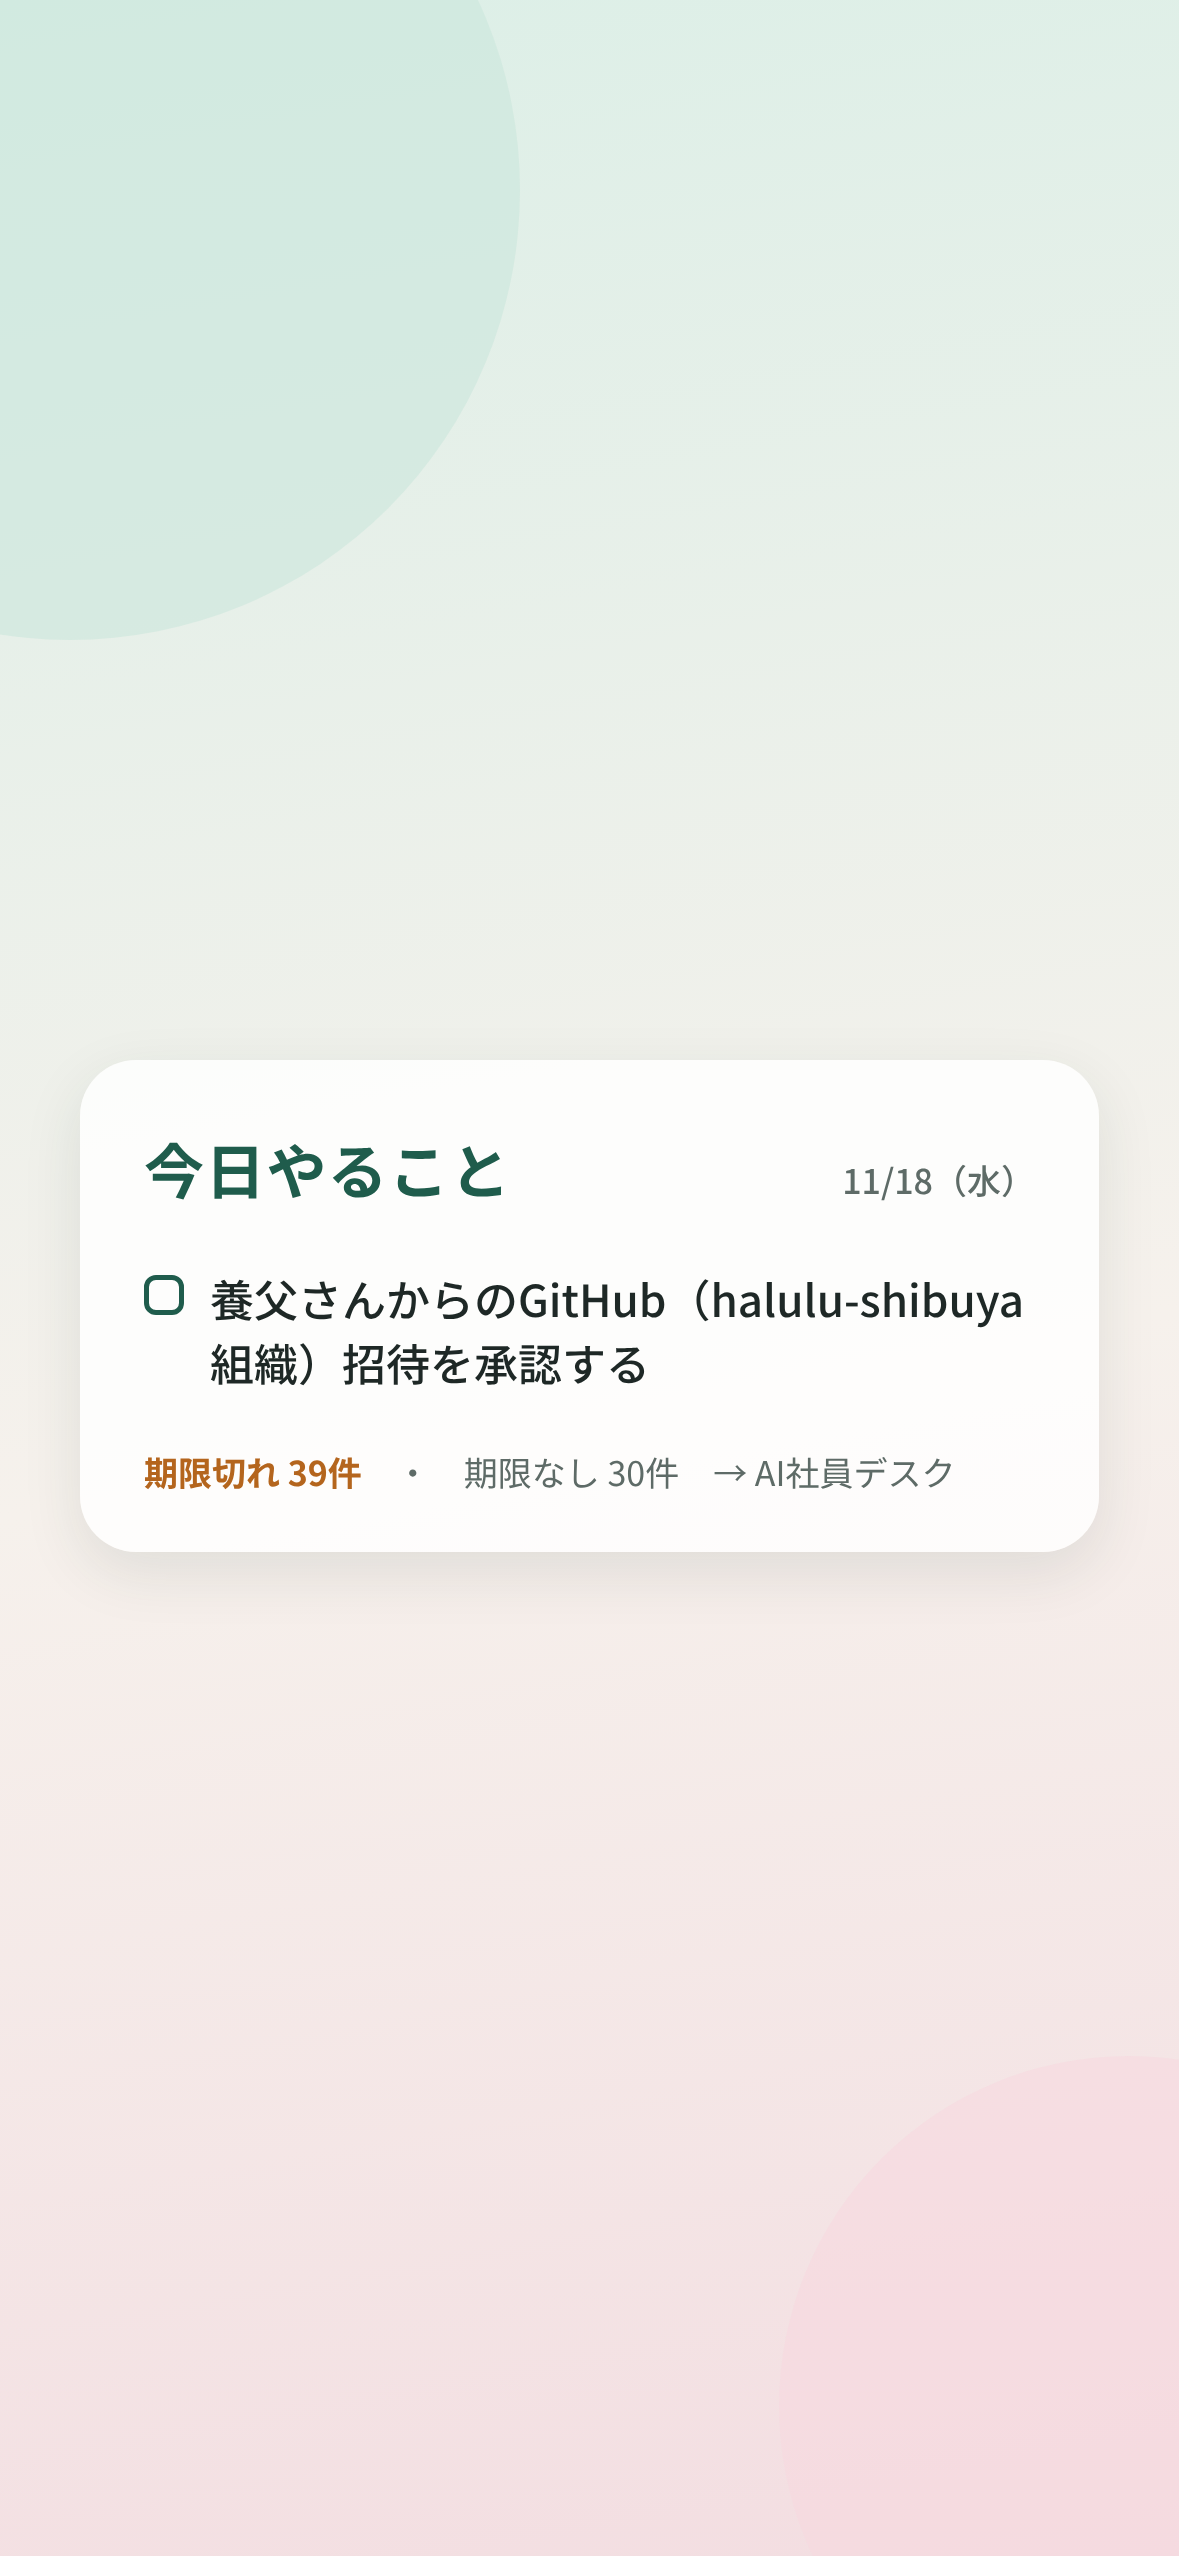 今日やること 11/18（水）
養父さんからのGitHub（halulu-shibuya
組織）招待を承認する
期限切れ 39件 ・ 期限なし 30件 → AI社員デスク